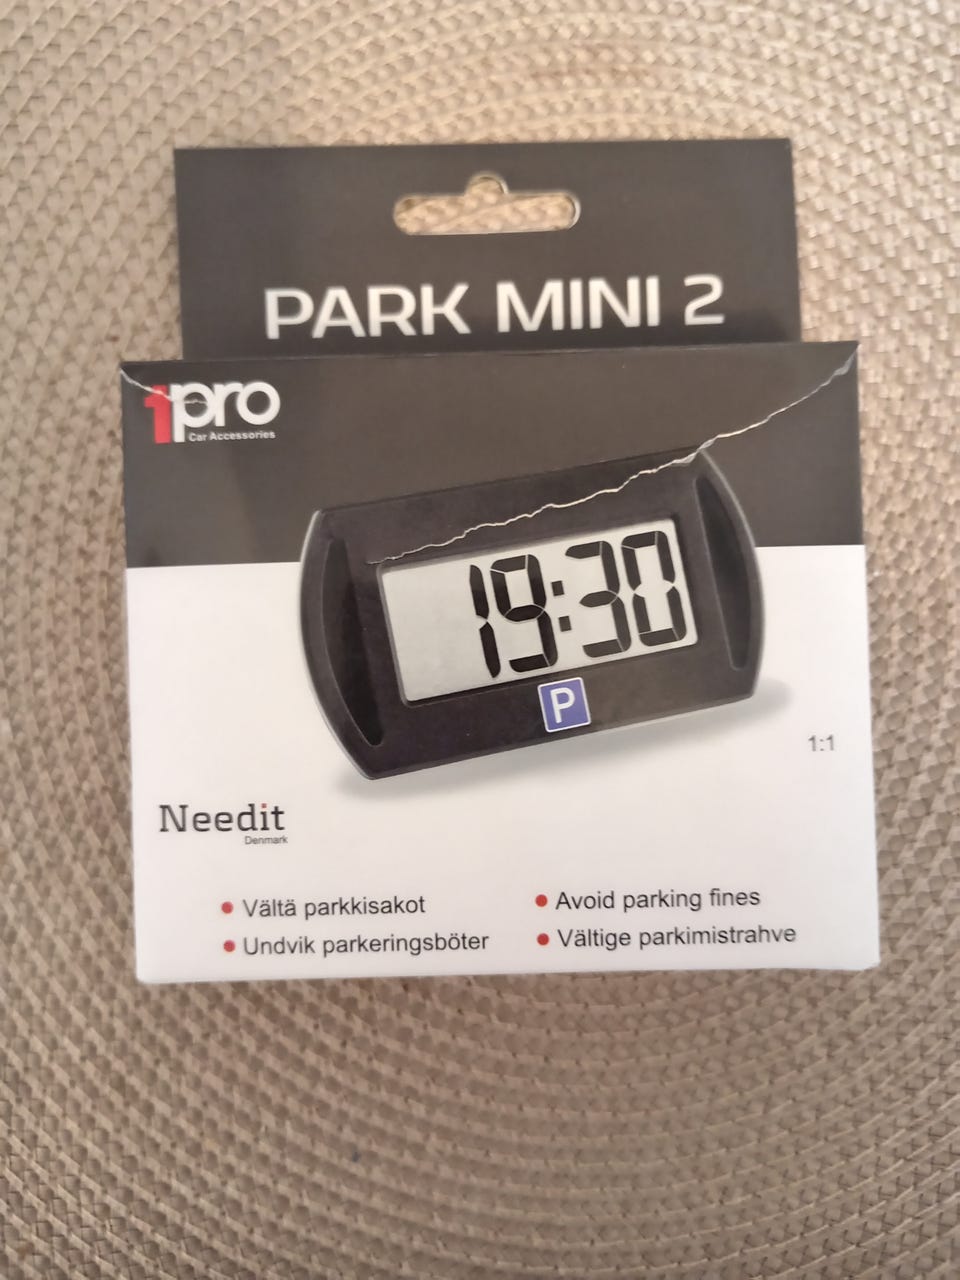 PARK MINI 2
1pro
Car Accessories
19:30
P
1:1
Needit
Denmark
• Vältä parkkisakot
• Undvik parkeringsböter
• Avoid parking fines
• Vältige parkimistrahve